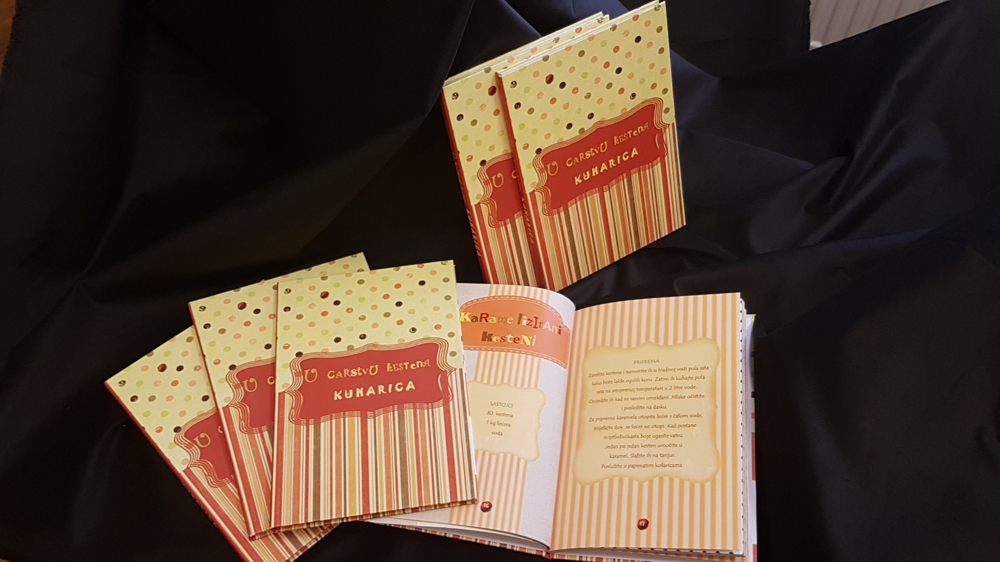 U CARSTVU KESTENA
KUHARICA
KUHARICA
U C
KUHARICA
U CARSTVU KESTENA
KUHARICA
U C
U C
KaRameliziRani
KesteNi
SASTOJCI
30 kestena
1 kg šećera
voda
16
PRIPREMA
Zarežite kestene i namočite ih u hladnoj vodi pola sata
kako biste lakše ogulili koru. Zatim ih kuhajte pola
sata na umjerenoj temperaturi u 2 litre vode.
Ocijedite ih kad su sasvim omekšani. Mlake očistite
i posložite na dasku.
Za pripremu karamela otopite šećer s čašom vode.
Miješajte dok se šećer ne otopi. Kad postane
svijetložućkaste boje ugasite vatru.
Jedan po jedan kesten umočite u
karamel. Slažite ih na tanjur.
Poslužite u papirnatim košaricama.
17